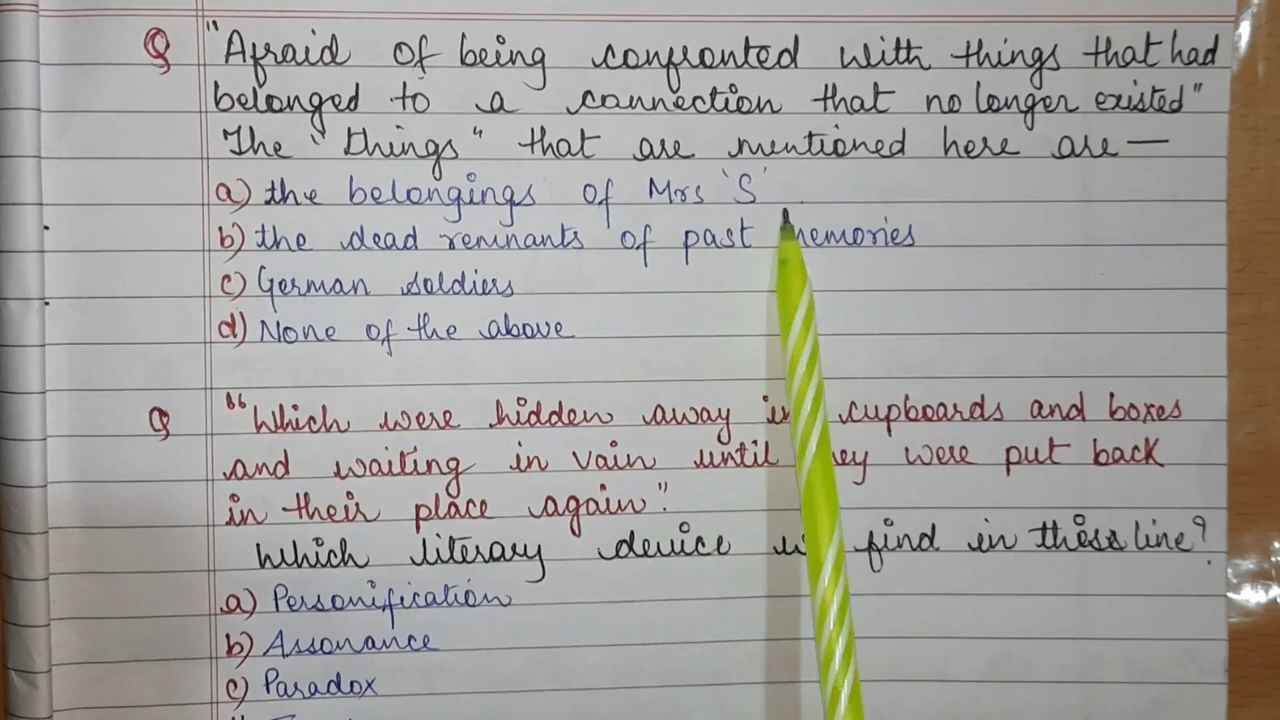 Q "Afraid of being confronted with things that had
belonged to a connection that no longer existed"
The "things" that are mentioned here are —
a) the belongings of Mrs 'S'
b) the dead remnants of past memories
c) German soldiers
d) None of the above
Q "Which were hidden away in cupboards and boxes
and waiting in vain until they were put back
in their place again."
Which literary device we find in these line?
a) Personification
b) Assonance
c) Paradox